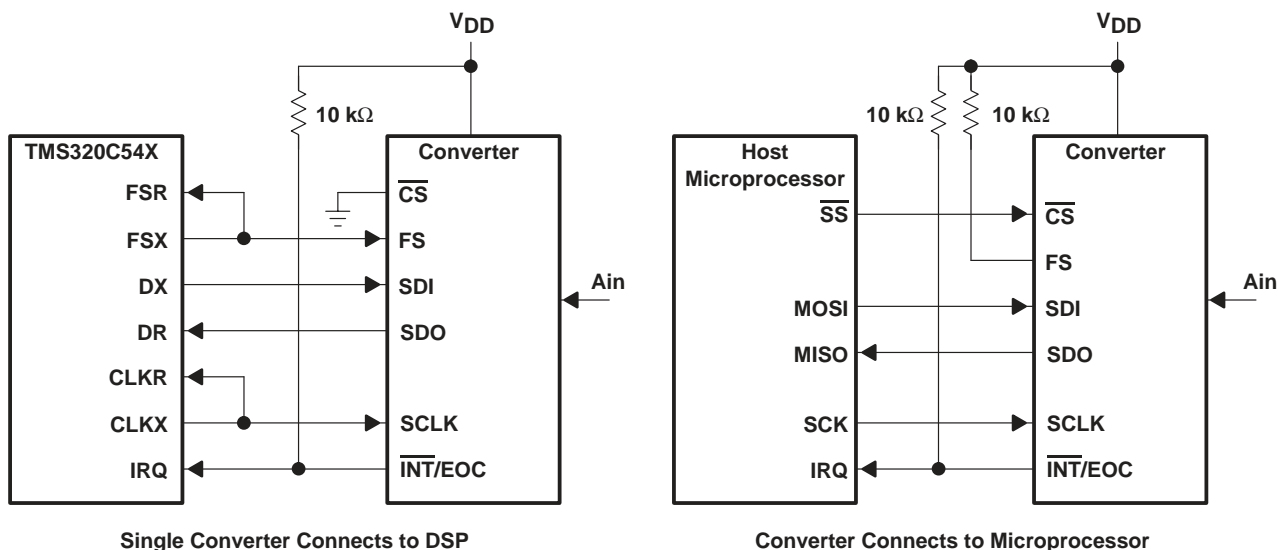 VDD
10 kΩ
TMS320C54X
Converter
FSR
CS
FSX
FS
DX
SDI
Ain
DR
SDO
CLKR
CLKX
SCLK
IRQ
INT/EOC
Single Converter Connects to DSP
VDD
10 kΩ
10 kΩ
Host
Microprocessor
Converter
SS
CS
FS
Ain
MOSI
SDI
MISO
SDO
SCK
SCLK
IRQ
INT/EOC
Converter Connects to Microprocessor